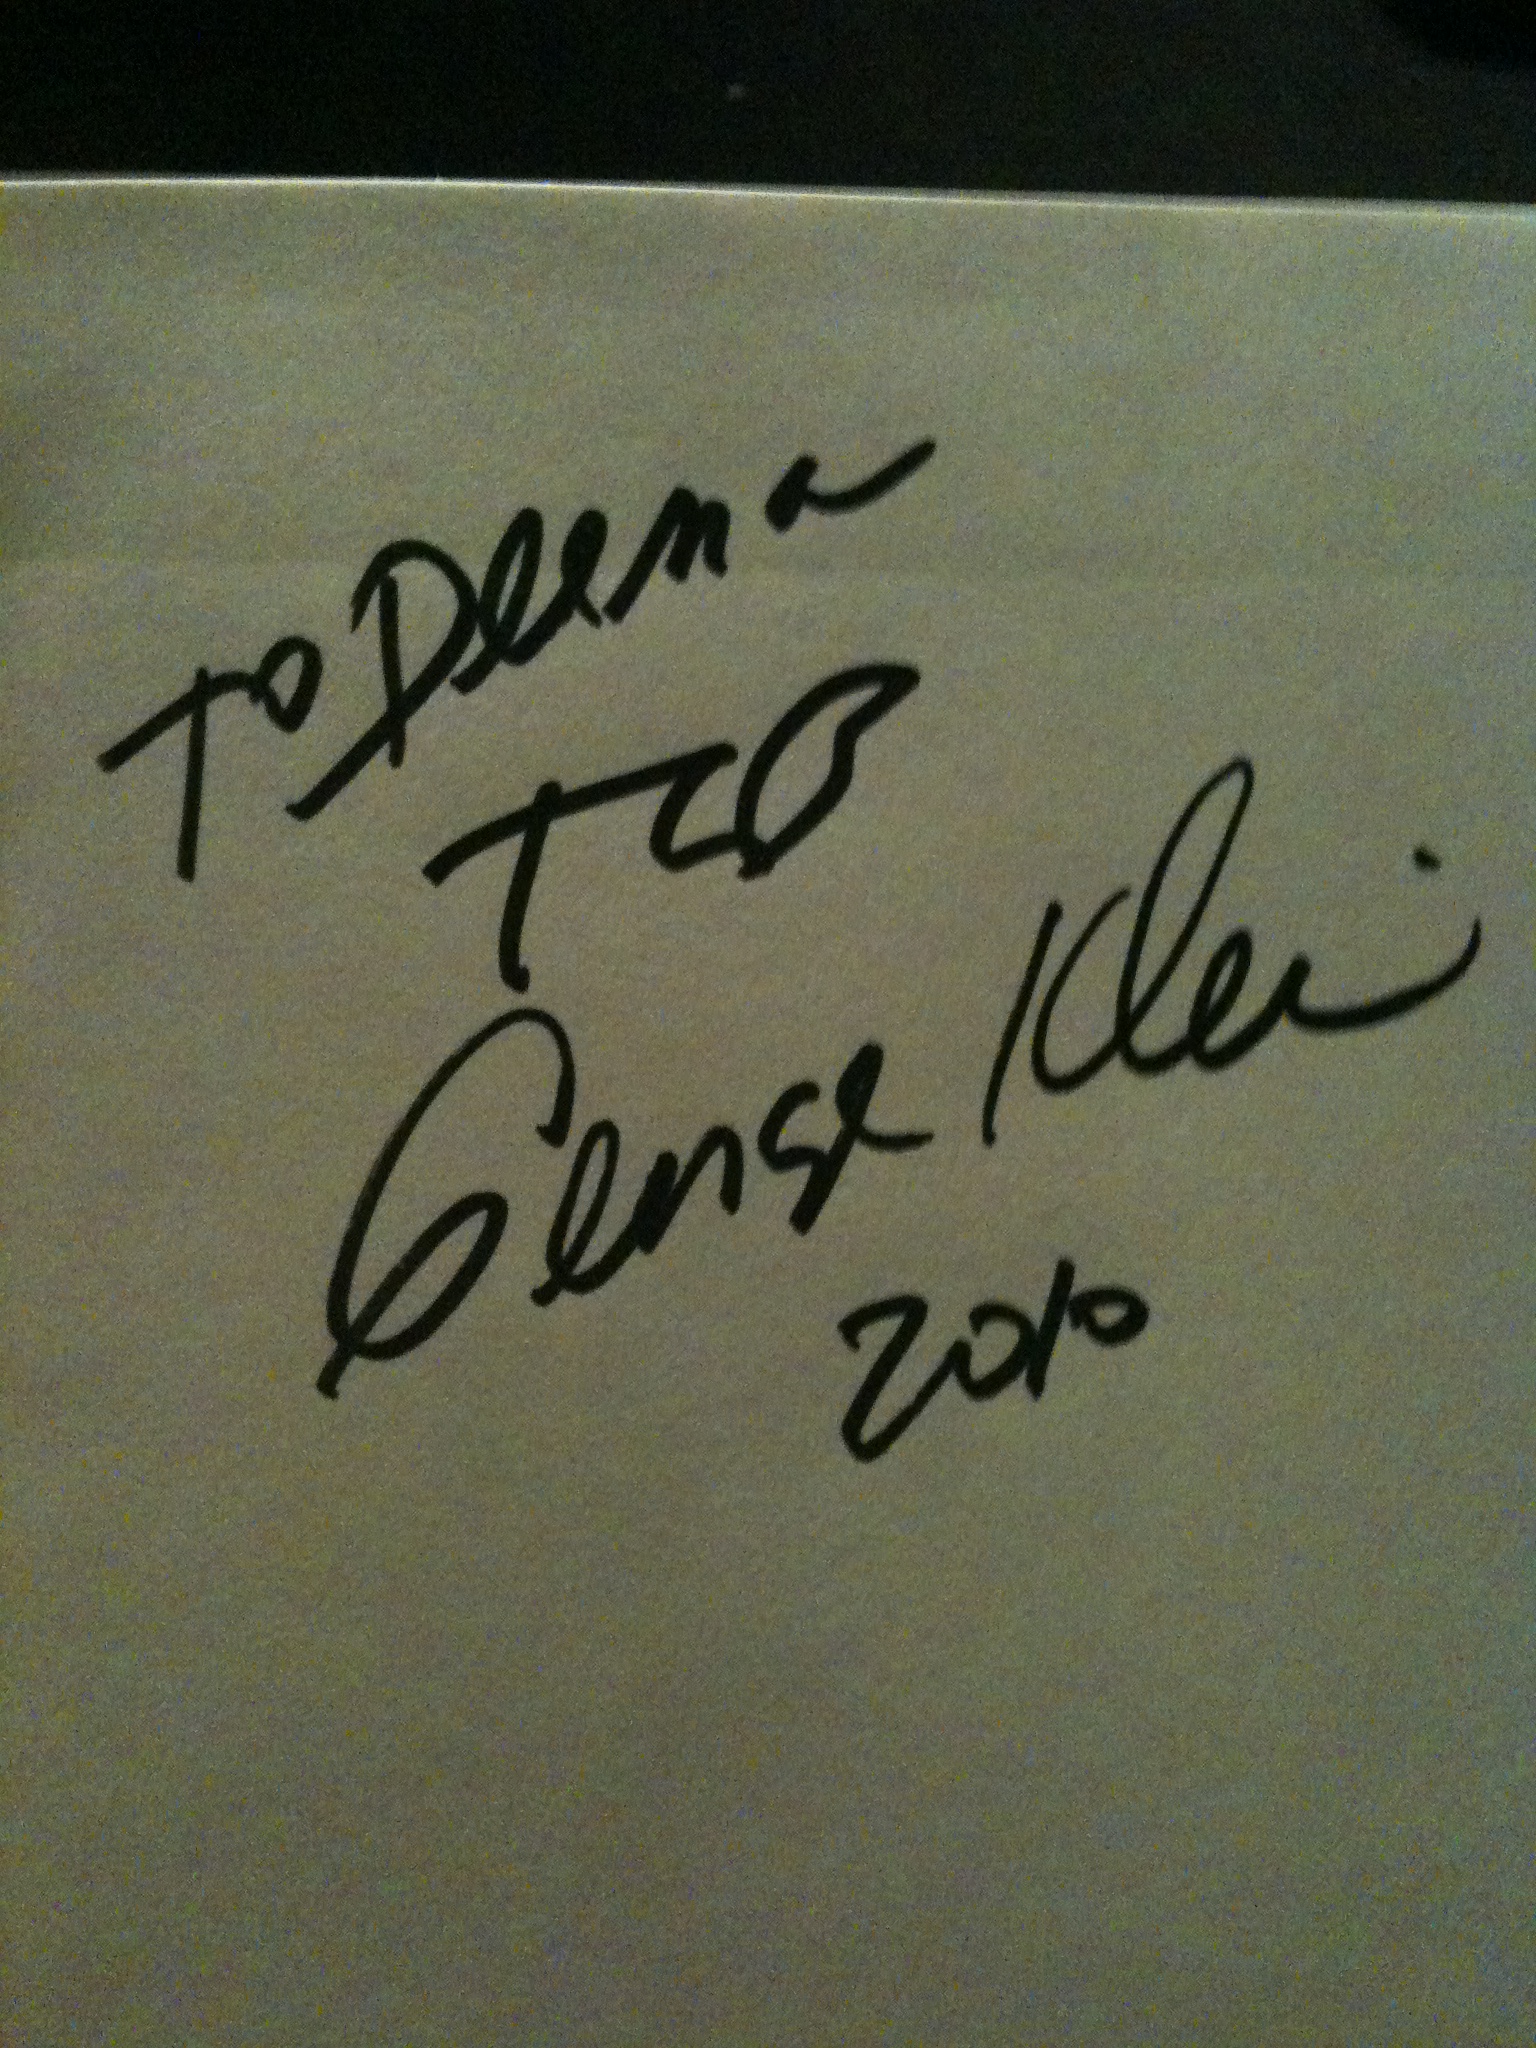 To Deena
TCB
George Klein
2010